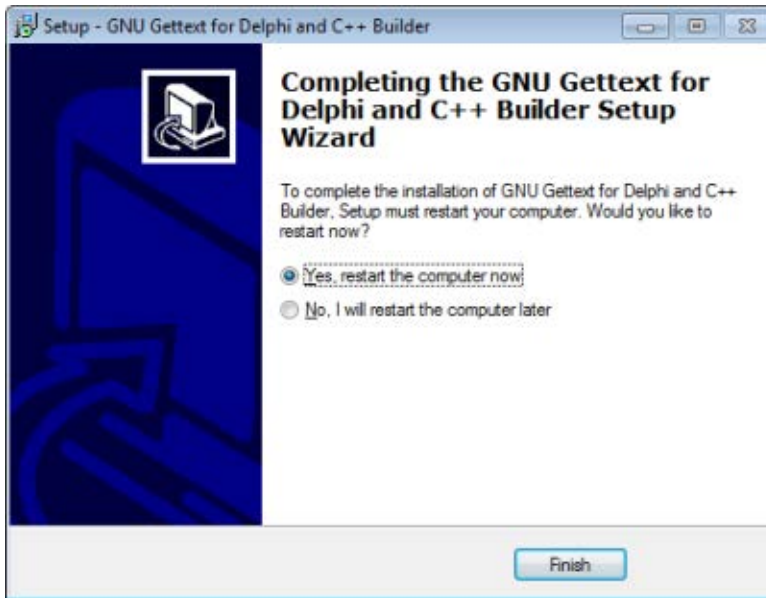 Setup - GNU Gettext for Delphi and C++ Builder
Completing the GNU Gettext for
Delphi and C++ Builder Setup
Wizard
To complete the installation of GNU Gettext for Delphi and C++
Builder, Setup must restart your computer. Would you like to
restart now?
Yes, restart the computer now
No, I will restart the computer later
Finish